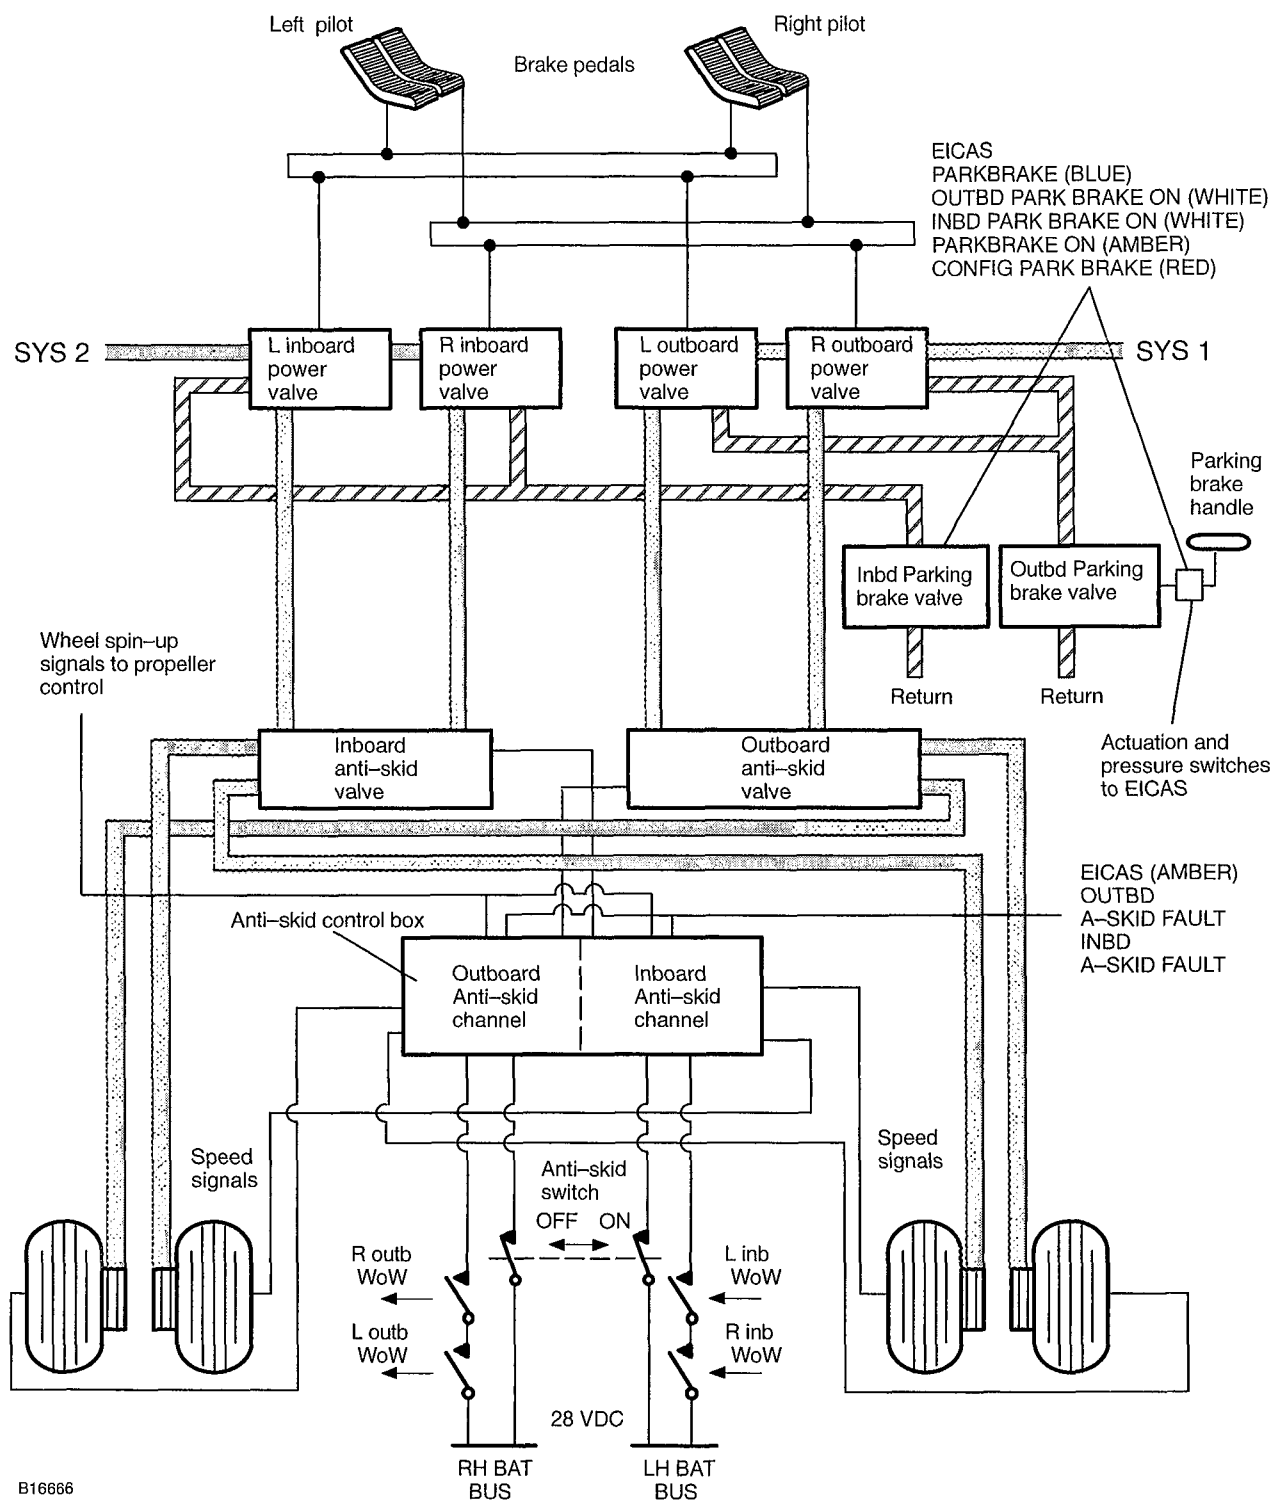 Left pilot
Right pilot
Brake pedals
EICAS
PARKBRAKE (BLUE)
OUTBD PARK BRAKE ON (WHITE)
INBD PARK BRAKE ON (WHITE)
PARKBRAKE ON (AMBER)
CONFIG PARK BRAKE (RED)
SYS 2
L inboard
power
valve
R inboard
power
valve
L outboard
power
valve
R outboard
power
valve
SYS 1
Parking
brake
handle
Inbd Parking
brake valve
Outbd Parking
brake valve
Return
Return
Wheel spin–up
signals to propeller
control
Inboard
anti–skid
valve
Outboard
anti–skid
valve
Actuation and
pressure switches
to EICAS
EICAS (AMBER)
OUTBD
A–SKID FAULT
INBD
A–SKID FAULT
Anti–skid control box
Outboard
Anti–skid
channel
Inboard
Anti–skid
channel
Speed
signals
Speed
signals
Anti–skid
switch
OFF ON
R outb
WoW
L outb
WoW
L inb
WoW
R inb
WoW
28 VDC
RH BAT
BUS
LH BAT
BUS
B16666